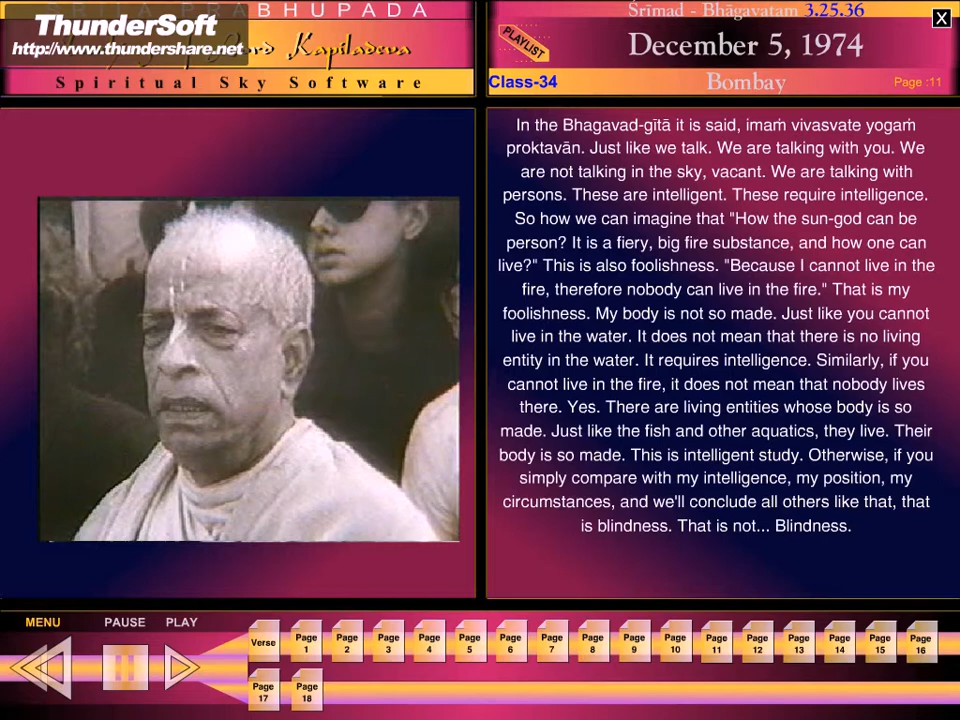 SRILA PRABHUPADA
ThunderSoft
http://www.thundershare.net
Lord Kapiladeva
Spiritual Sky Software
PLAYLIST
Śrīmad - Bhāgavatam 3.25.36
X
December 5, 1974
Class-34
Bombay
Page :11
In the Bhagavad-gītā it is said, imaṁ vivasvate yogaṁ
proktavān. Just like we talk. We are talking with you. We
are not talking in the sky, vacant. We are talking with
persons. These are intelligent. These require intelligence.
So how we can imagine that "How the sun-god can be
person? It is a fiery, big fire substance, and how one can
live?" This is also foolishness. "Because I cannot live in the
fire, therefore nobody can live in the fire." That is my
foolishness. My body is not so made. Just like you cannot
live in the water. It does not mean that there is no living
entity in the water. It requires intelligence. Similarly, if you
cannot live in the fire, it does not mean that nobody lives
there. Yes. There are living entities whose body is so
made. Just like the fish and other aquatics, they live. Their
body is so made. This is intelligent study. Otherwise, if you
simply compare with my intelligence, my position, my
circumstances, and we'll conclude all others like that, that
is blindness. That is not... Blindness.
MENU
PAUSE
PLAY
Verse
Page 1
Page 2
Page 3
Page 4
Page 5
Page 6
Page 7
Page 8
Page 9
Page 10
Page 11
Page 12
Page 13
Page 14
Page 15
Page 16
Page 17
Page 18